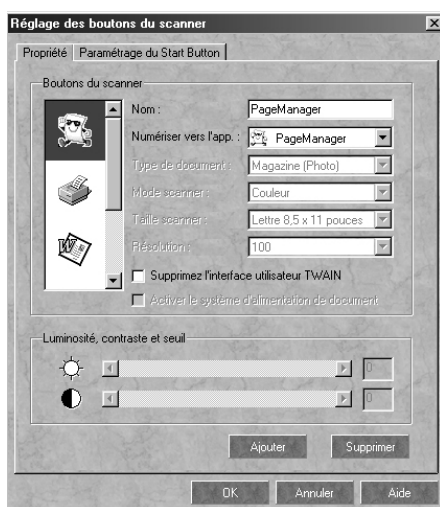 Réglage des boutons du scanner
Propriété Paramétrage du Start Button
Boutons du scanner
Nom : PageManager
Numériser vers l'app. : PageManager
Type de document : Magazine (Photo)
Mode scanner : Couleur
Taille scanner : Lettre 8,5 x 11 pouces
Résolution : 100
Supprimez l'interface utilisateur TWAIN
Activer le système d'alimentation de document
Luminosité, contraste et seuil
0
0
Ajouter Supprimer
OK Annuler Aide